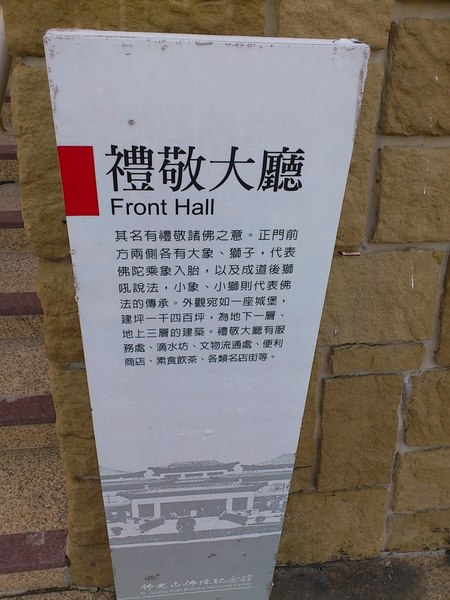 禮敬大廳
Front Hall
其名有禮敬諸佛之意。正門前
方兩側各有大象、獅子，代表
佛陀乘象入胎，以及成道後獅
吼說法，小象、小獅則代表佛
法的傳承。外觀宛如一座城堡，
建坪一千四百坪，為地下一層、
地上三層的建築。禮敬大廳有服
務處、滴水坊、文物流通處、便利
商店、素食飲茶、各類名店街等。
佛光山佛陀紀念館